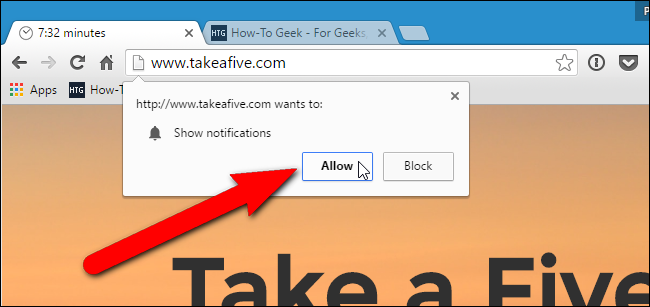 7:32 minutes
HTG How-To Geek - For Geeks,
www.takeafive.com
Apps HTG How-T
http://www.takeafive.com wants to:
Show notifications
Allow Block
Take a Five